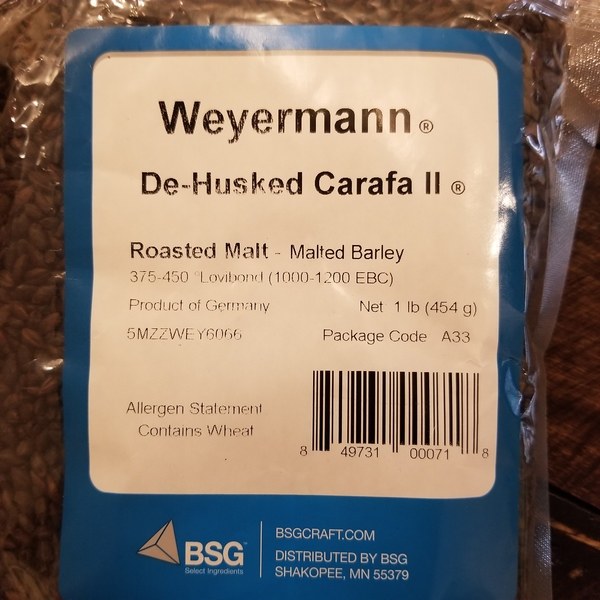 Weyermann®
De-Husked Carafa II ®
Roasted Malt - Malted Barley
375-450 °Lovibond (1000-1200 EBC)
Product of Germany Net 1 lb (454 g)
5MZZWEY6066 Package Code A33
Allergen Statement
Contains Wheat
8 49731 00071 8
BSG™
Select Ingredients
BSGCRAFT.COM
DISTRIBUTED BY BSG
SHAKOPEE, MN 55379